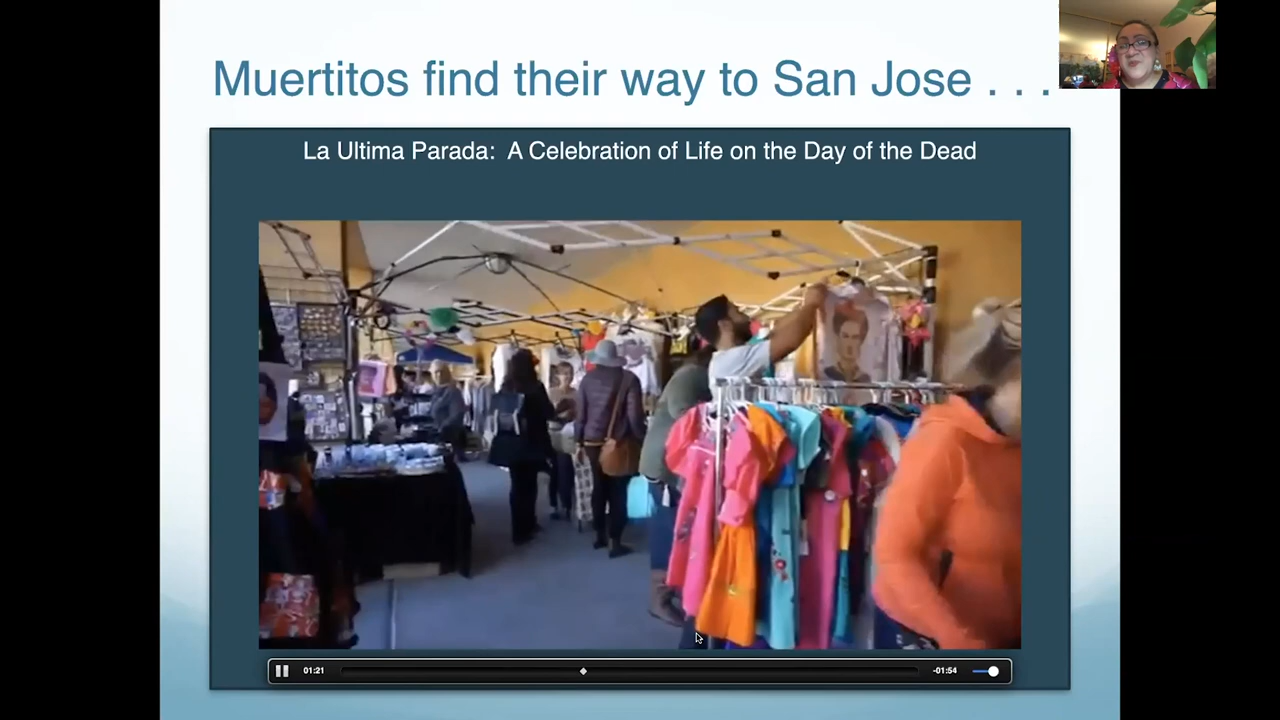 Muertitos find their way to San Jose . . .
La Ultima Parada:  A Celebration of Life on the Day of the Dead
01:21
-01:54